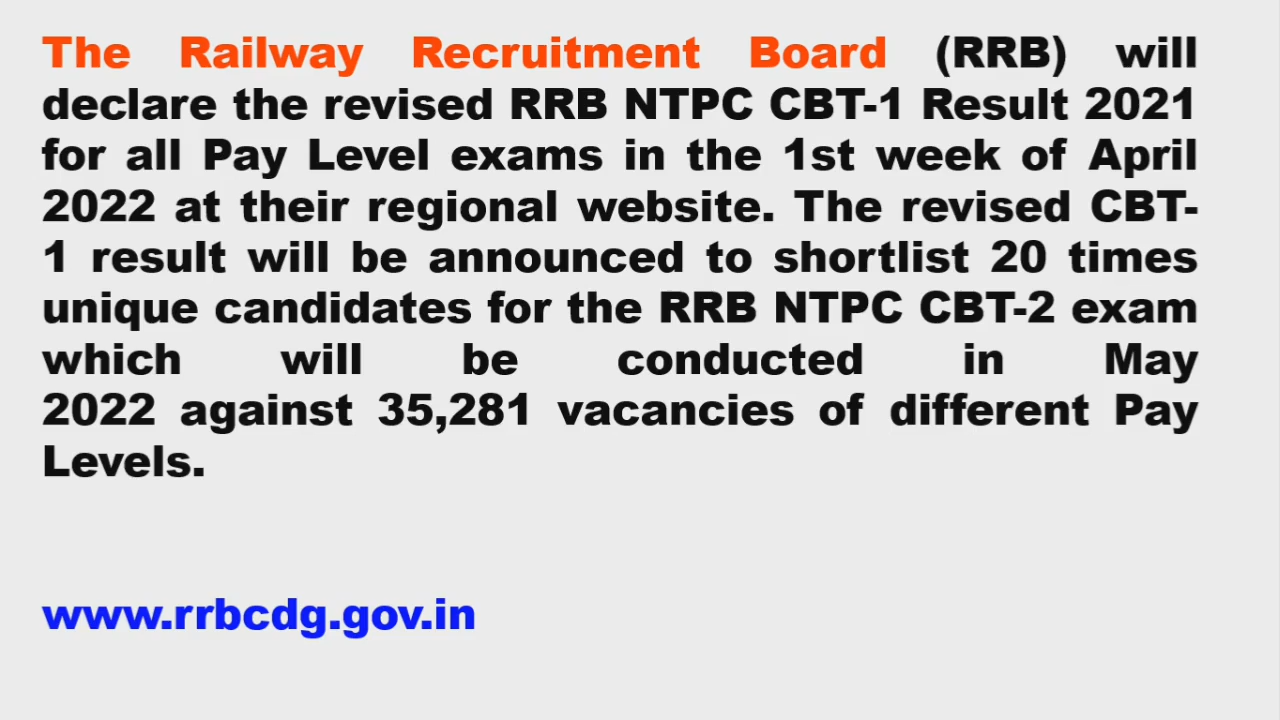 The Railway Recruitment Board (RRB) will
declare the revised RRB NTPC CBT-1 Result 2021
for all Pay Level exams in the 1st week of April
2022 at their regional website. The revised CBT-
1 result will be announced to shortlist 20 times
unique candidates for the RRB NTPC CBT-2 exam
which will be conducted in May
2022 against 35,281 vacancies of different Pay
Levels.
www.rrbcdg.gov.in